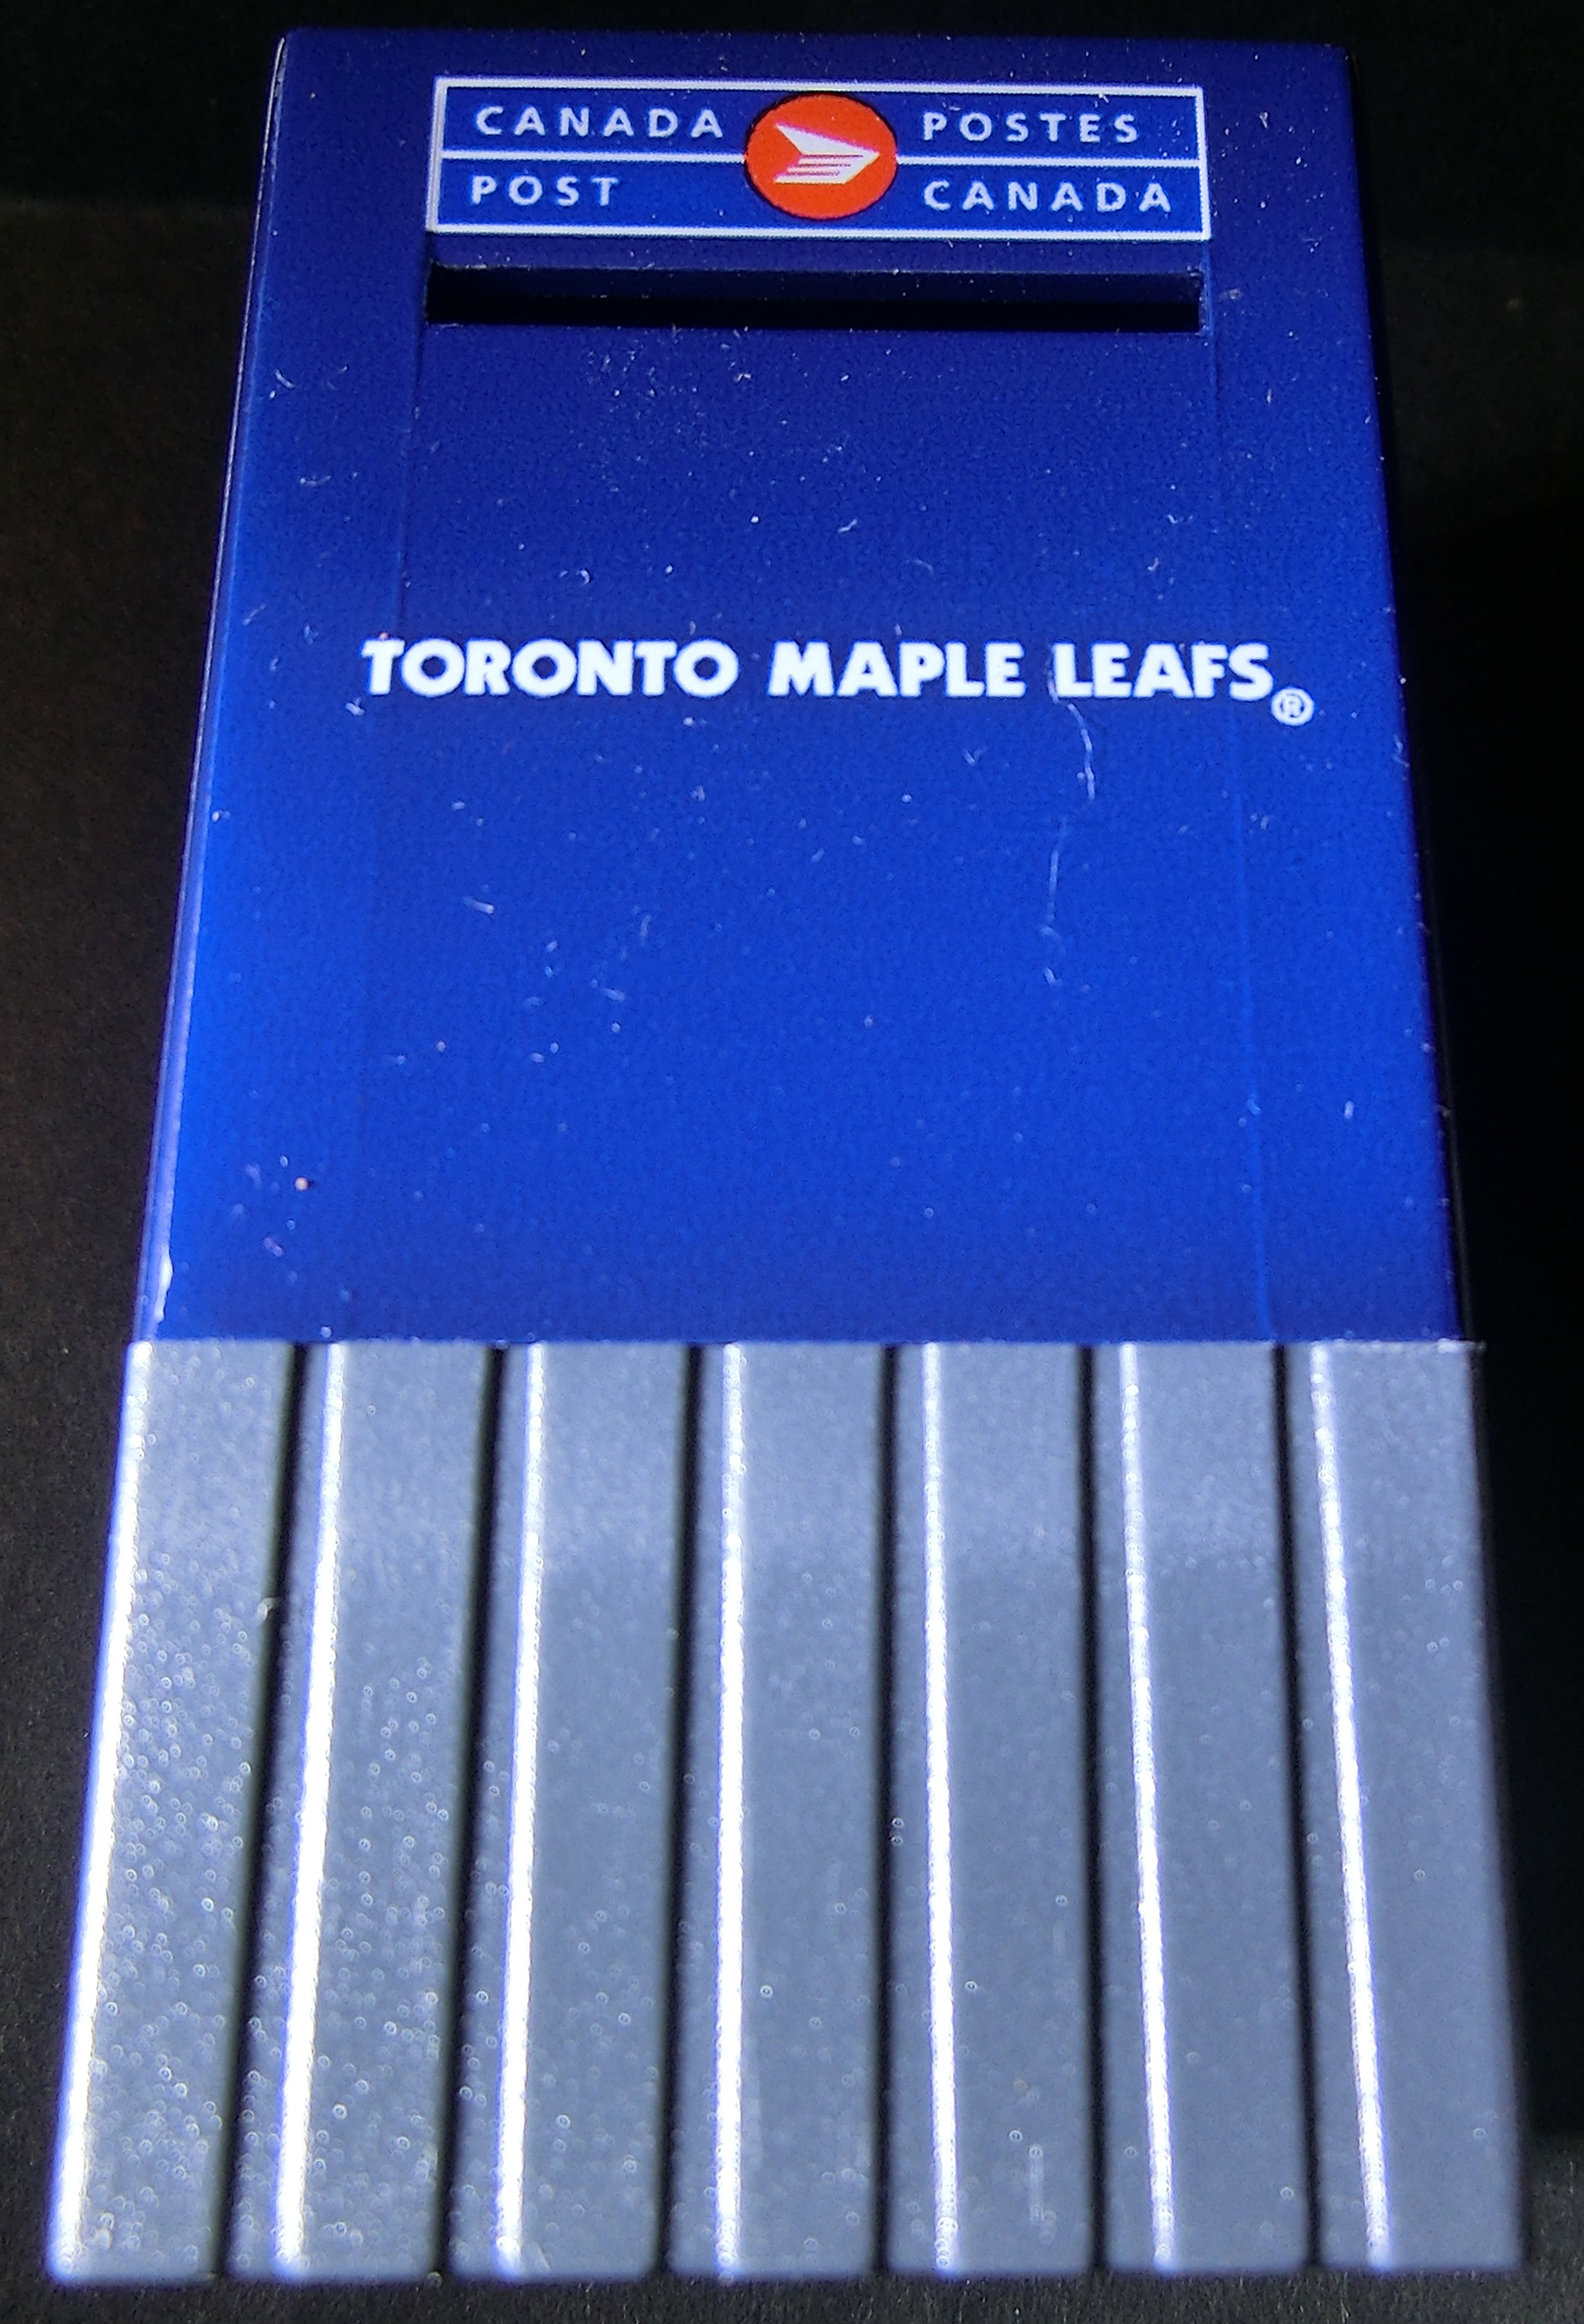 CANADA POSTES
POST CANADA
TORONTO MAPLE LEAFS®